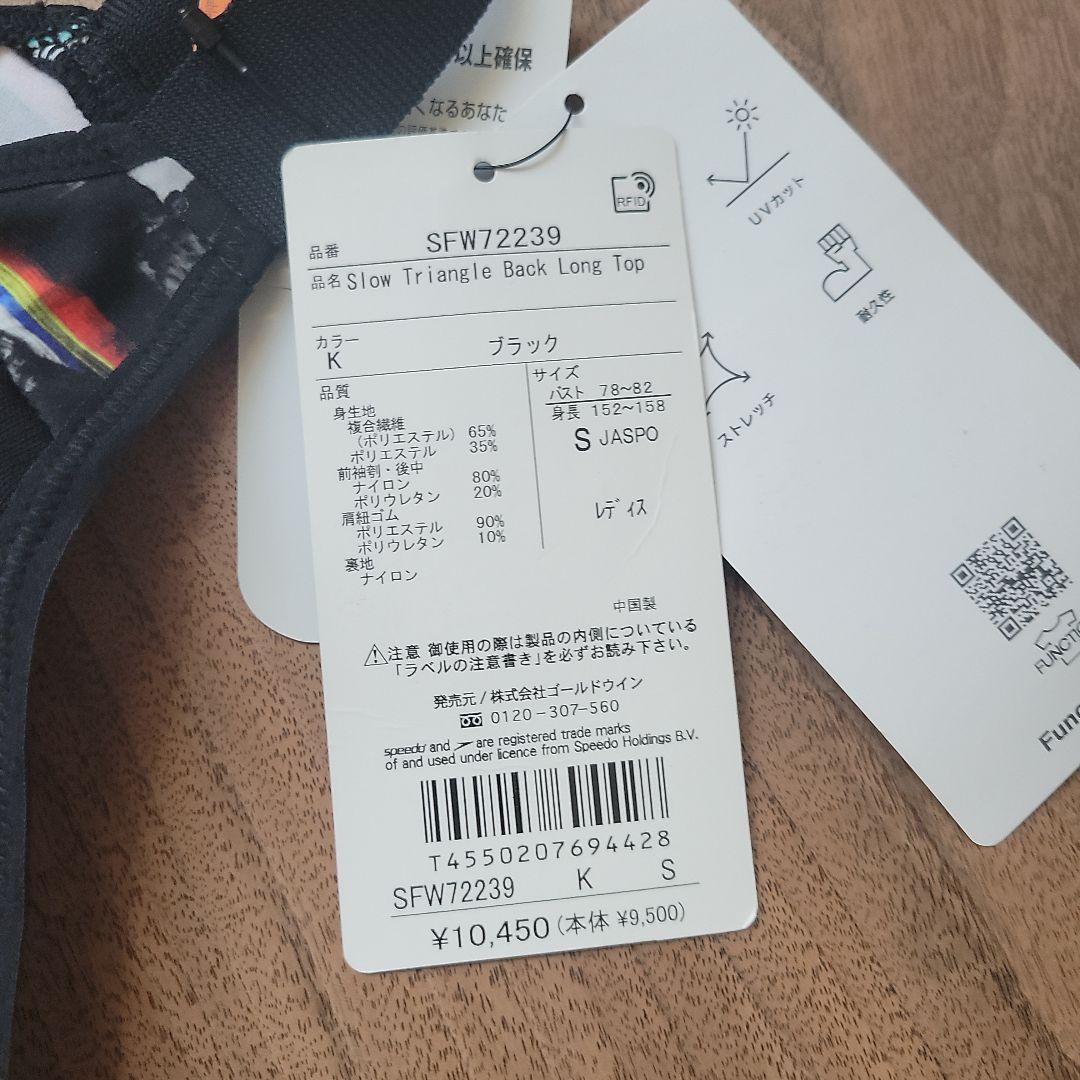 以上確保
くなるあなた
RFID
品番 SFW72239
品名 Slow Triangle Back Long Top
カラー
K ブラック
品質
身生地
複合繊維
(ポリエステル) 65%
ポリエステル 35%
前袖刳・後中
ナイロン 80%
ポリウレタン 20%
肩紐ゴム
ポリエステル 90%
ポリウレタン 10%
裏地
ナイロン
サイズ
バスト 78~82
身長 152~158
S JASPO
レディス
中国製
注意 御使用の際は製品の内側についている
「ラベルの注意書き」を必ずお読み下さい。
発売元/株式会社ゴールドウイン
0120-307-560
speedo and are registered trade marks
of and used under licence from Speedo Holdings B.V.
T4550207694428
SFW72239 K S
¥10,450(本体 ¥9,500)
UVカット
耐久性
ストレッチ